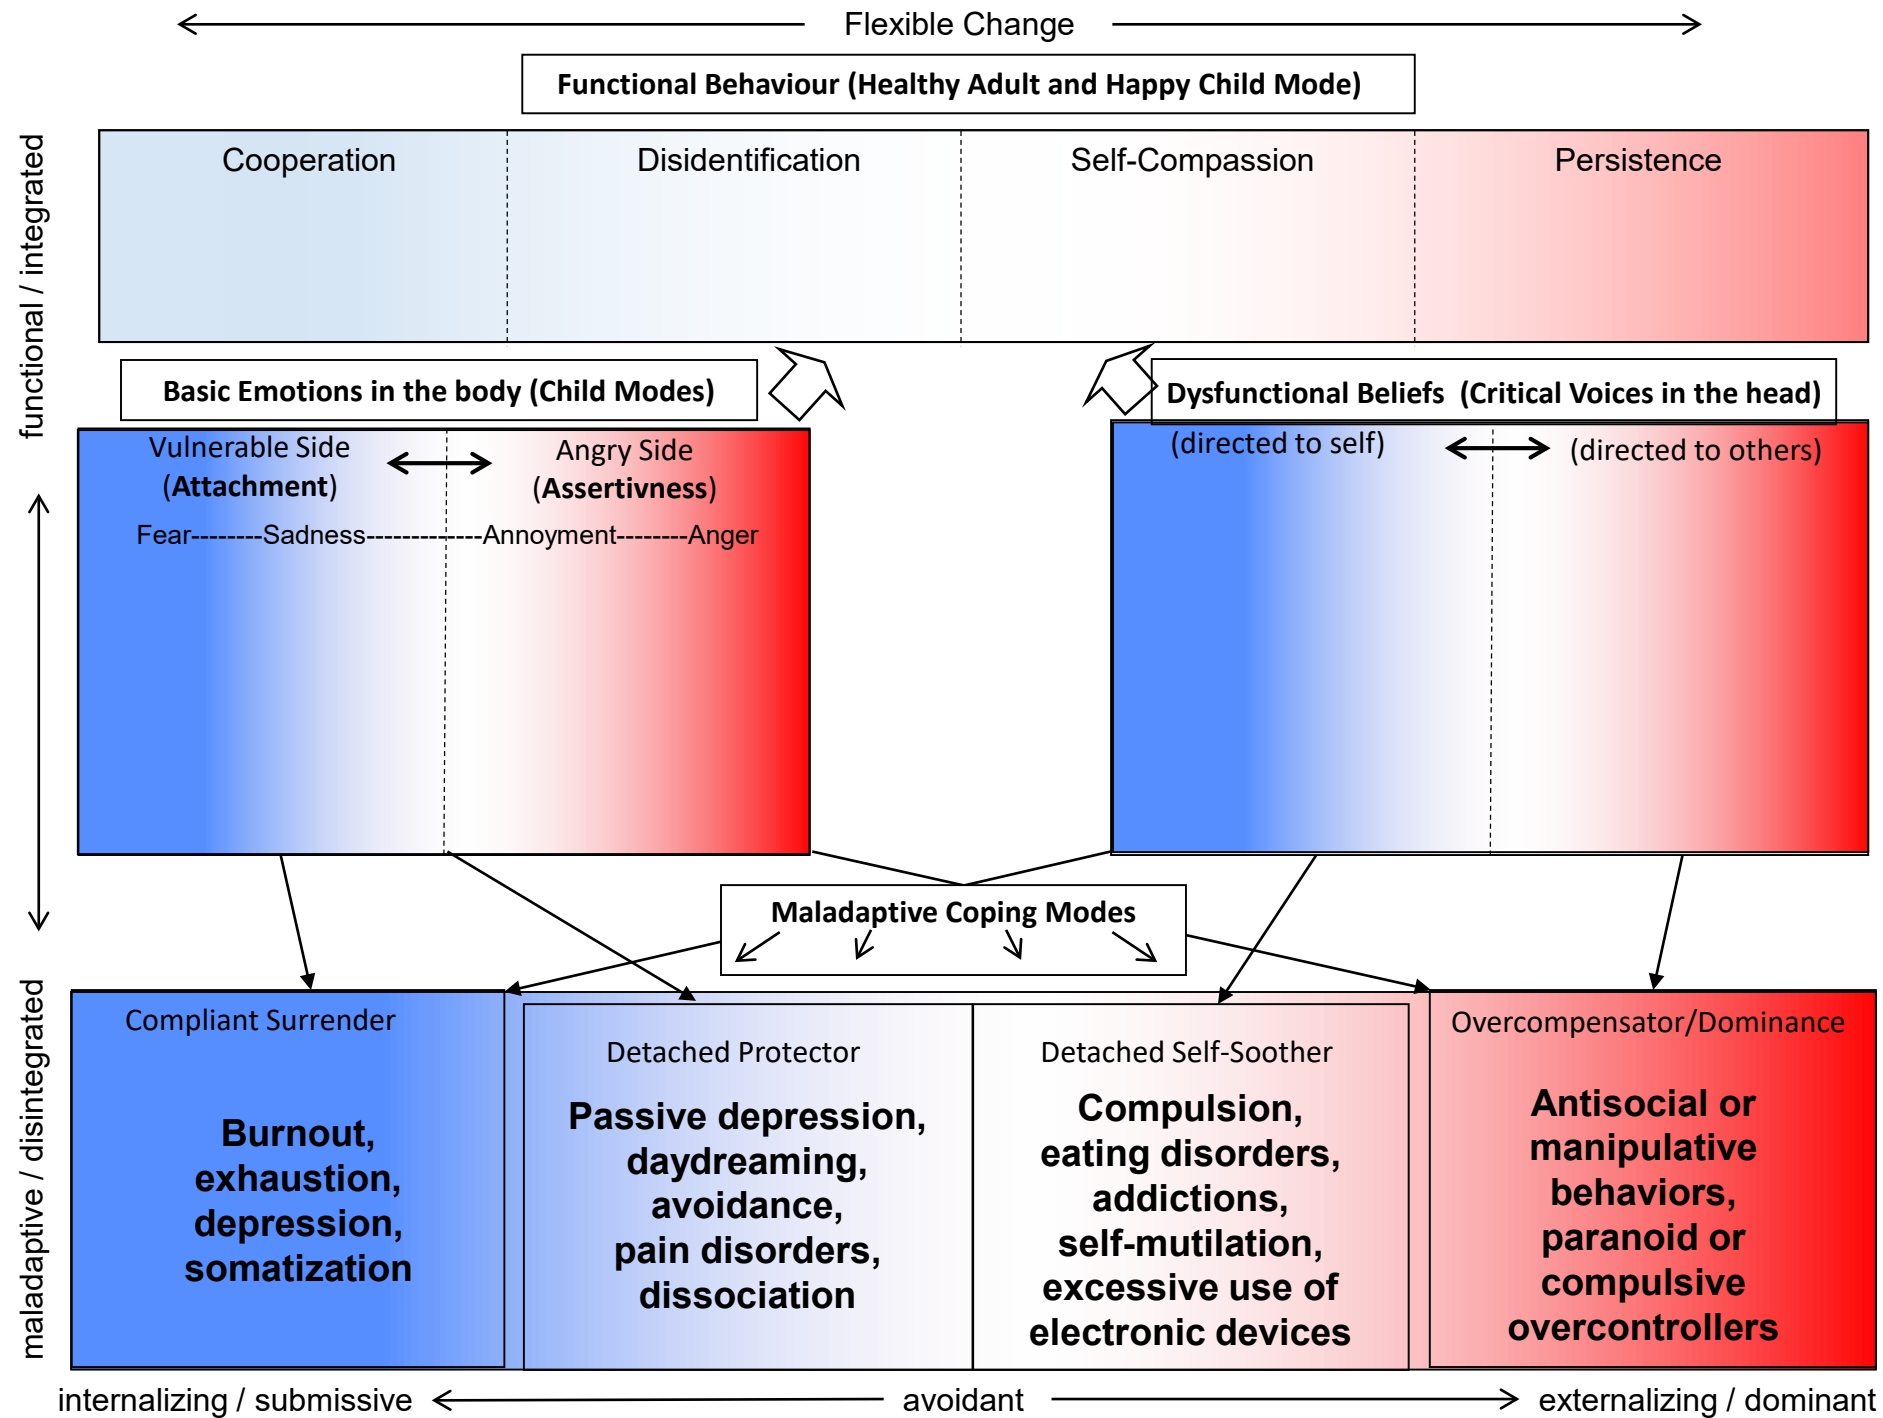 Flexible Change
Functional Behaviour (Healthy Adult and Happy Child Mode)
functional / integrated
Cooperation
Disidentification
Self-Compassion
Persistence
Basic Emotions in the body (Child Modes)
Dysfunctional Beliefs (Critical Voices in the head)
Vulnerable Side
(Attachment)
Angry Side
(Assertivness)
Fear--------Sadness-------------Annoyment--------Anger
(directed to self)
(directed to others)
Maladaptive Coping Modes
maladaptive / disintegrated
Compliant Surrender
Burnout,
exhaustion,
depression,
somatization
Detached Protector
Passive depression,
daydreaming,
avoidance,
pain disorders,
dissociation
Detached Self-Soother
Compulsion,
eating disorders,
addictions,
self-mutilation,
excessive use of
electronic devices
Overcompensator/Dominance
Antisocial or
manipulative
behaviors,
paranoid or
compulsive
overcontrollers
internalizing / submissive
avoidant
externalizing / dominant